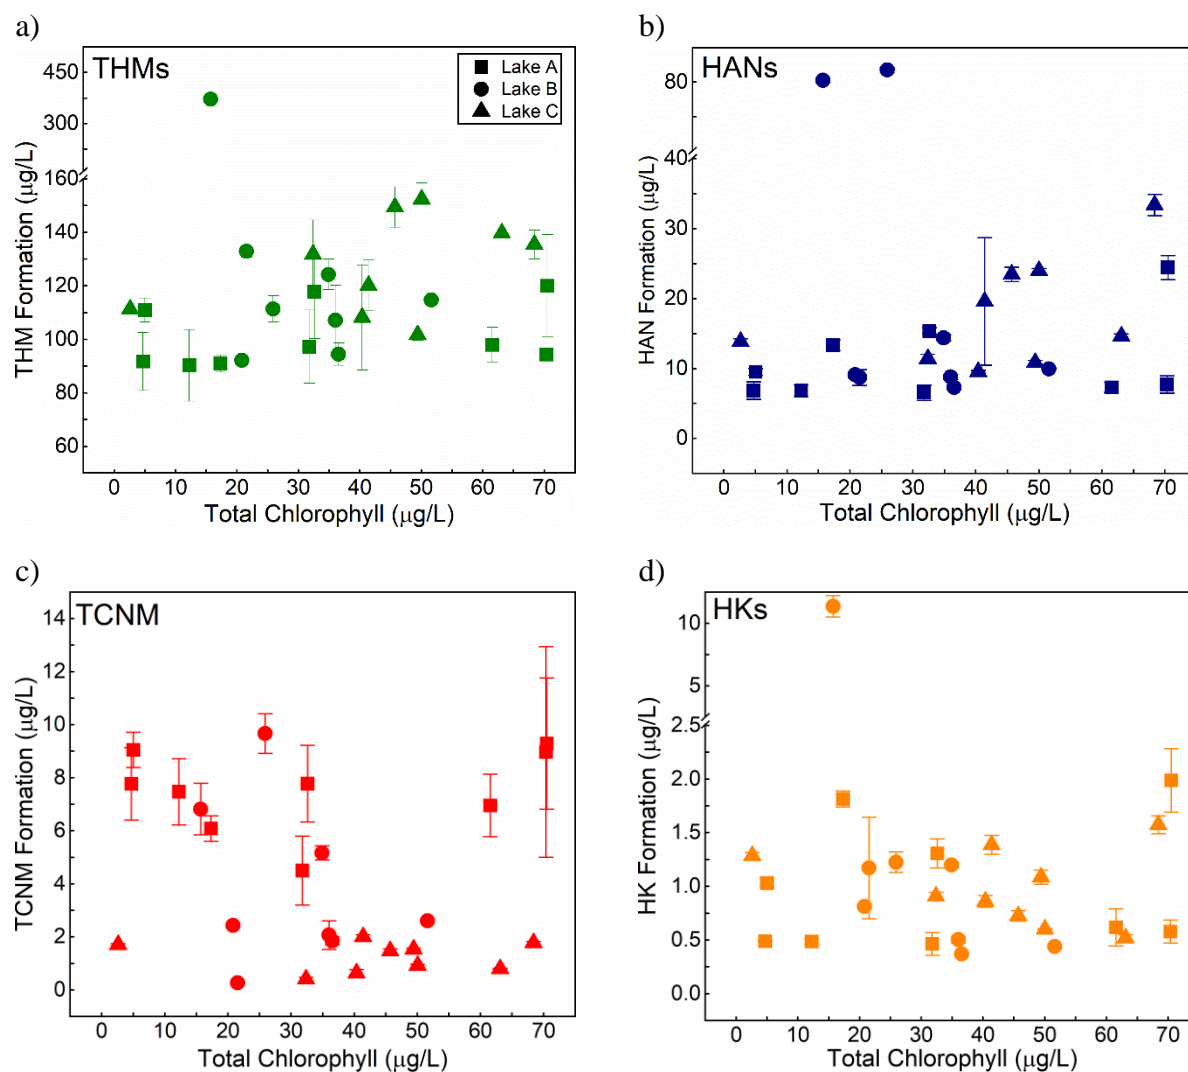 a)
THMs
Lake A
Lake B
Lake C
THM Formation (μg/L)
450
300
160
140
120
100
80
60
0 10 20 30 40 50 60 70
Total Chlorophyll (μg/L)
b)
HANs
HAN Formation (μg/L)
80
40
40
30
20
10
0
0 10 20 30 40 50 60 70
Total Chlorophyll (μg/L)
c)
TCNM
TCNM Formation (μg/L)
14
12
10
8
6
4
2
0
0 10 20 30 40 50 60 70
Total Chlorophyll (μg/L)
d)
HKs
HK Formation (μg/L)
10
5
2.5
2.0
1.5
1.0
0.5
0.0
0 10 20 30 40 50 60 70
Total Chlorophyll (μg/L)